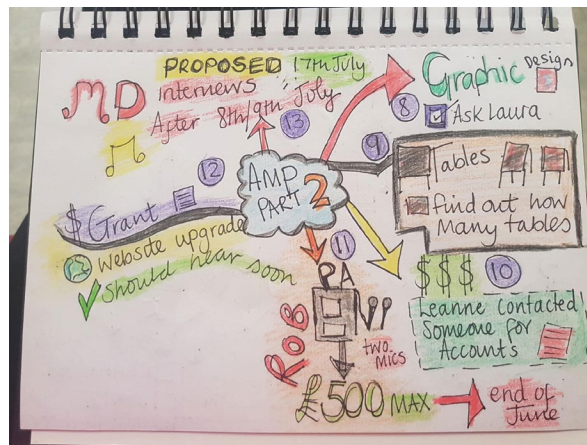 AMP
PART 2
8
Graphic
Design
Ask Laura
9
Tables
find out how
Many tables
10
$$$
Leanne contacted
Someone for
Accounts
11
PA
ROB
TWO
MICS
£500 MAX
end of
June
12
$ Grant
Website upgrade
Should hear soon
13
PROPOSED 17th July
MD
Interviews
After 8th/9th July